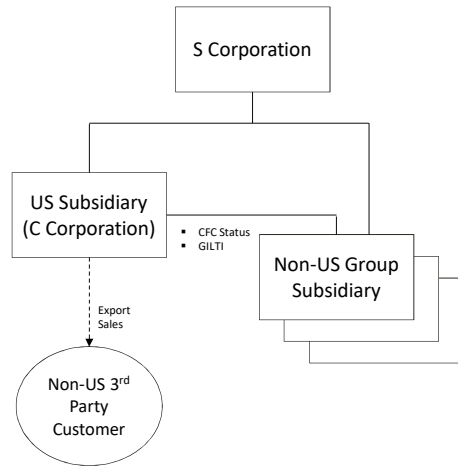 S Corporation
US Subsidiary
(C Corporation)
▪ CFC Status
▪ GILTI
Non-US Group
Subsidiary
Export
Sales
Non-US 3rd
Party
Customer